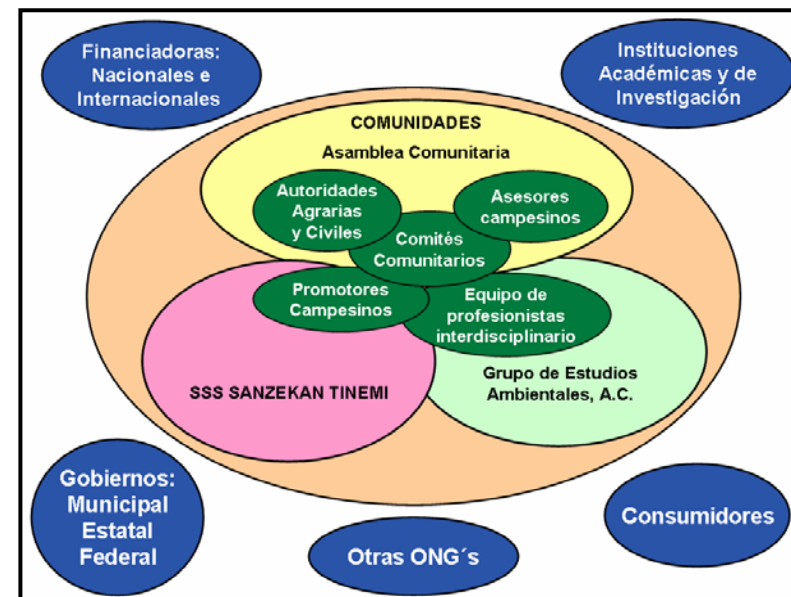 Financiadoras:
Nacionales e
Internacionales
Instituciones
Académicas y de
Investigación
COMUNIDADES
Asamblea Comunitaria
Autoridades
Agrarias
y Civiles
Asesores
campesinos
Comités
Comunitarios
Promotores
Campesinos
Equipo de
profesionistas
interdisciplinario
SSS SANZEKAN TINEMI
Grupo de Estudios
Ambientales, A.C.
Gobiernos:
Municipal
Estatal
Federal
Otras ONG´s
Consumidores